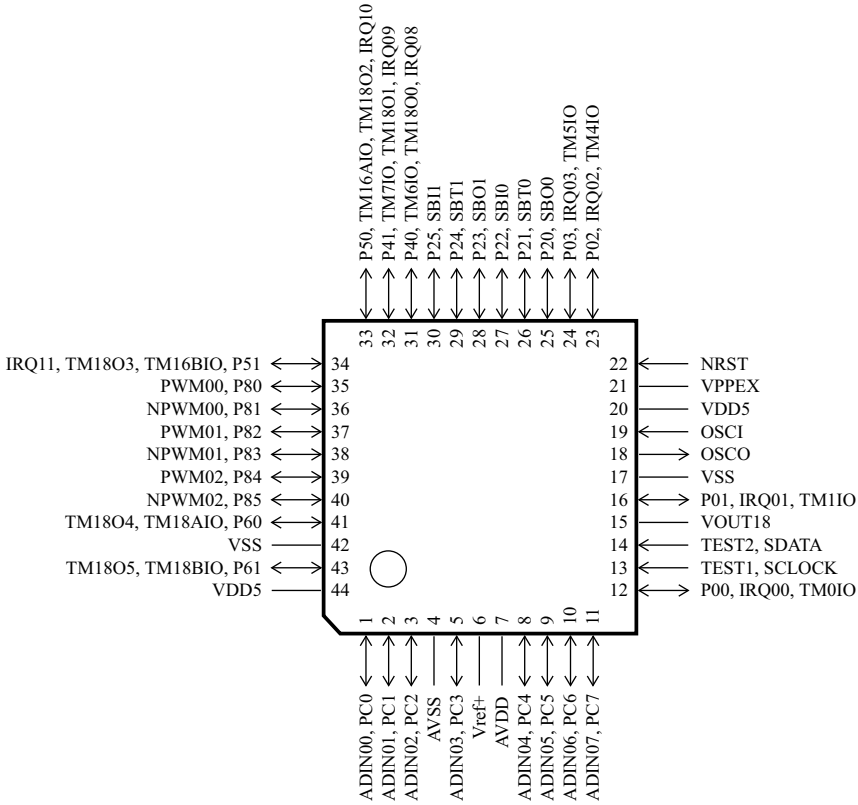 P50, TM16AIO, TM18O2, IRQ10
P41, TM7IO, TM18O1, IRQ09
P40, TM6IO, TM18O0, IRQ08
P25, SBI1
P24, SBT1
P23, SBO1
P22, SBI0
P21, SBT0
P20, SBO0
P03, IRQ03, TM5IO
P02, IRQ02, TM4IO
33
32
31
30
29
28
27
26
25
24
23
IRQ11, TM18O3, TM16BIO, P51 34
PWM00, P80 35
NPWM00, P81 36
PWM01, P82 37
NPWM01, P83 38
PWM02, P84 39
NPWM02, P85 40
TM18O4, TM18AIO, P60 41
VSS 42
TM18O5, TM18BIO, P61 43
VDD5 44
22 NRST
21 VPPEX
20 VDD5
19 OSCI
18 OSCO
17 VSS
16 P01, IRQ01, TM1IO
15 VOUT18
14 TEST2, SDATA
13 TEST1, SCLOCK
12 P00, IRQ00, TM0IO
1
2
3
4
5
6
7
8
9
10
11
ADIN00, PC0
ADIN01, PC1
ADIN02, PC2
AVSS
ADIN03, PC3
Vref+
AVDD
ADIN04, PC4
ADIN05, PC5
ADIN06, PC6
ADIN07, PC7